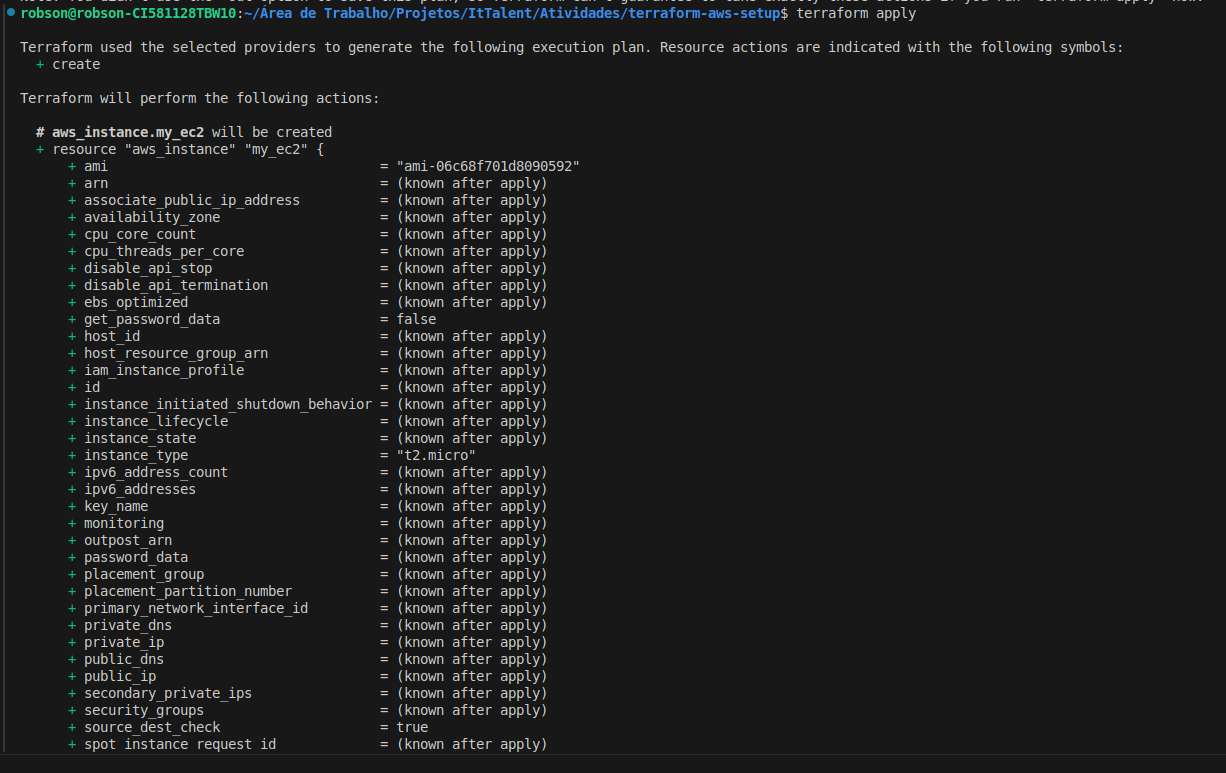 robson@robson-CI581128TBW10:~/Área de Trabalho/Projetos/ItTalent/Atividades/terraform-aws-setup$ terraform apply
Terraform used the selected providers to generate the following execution plan. Resource actions are indicated with the following symbols:
+ create
Terraform will perform the following actions:
# aws_instance.my_ec2 will be created
+ resource "aws_instance" "my_ec2" {
+ ami = "ami-06c68f701d8090592"
+ arn = (known after apply)
+ associate_public_ip_address = (known after apply)
+ availability_zone = (known after apply)
+ cpu_core_count = (known after apply)
+ cpu_threads_per_core = (known after apply)
+ disable_api_stop = (known after apply)
+ disable_api_termination = (known after apply)
+ ebs_optimized = (known after apply)
+ get_password_data = false
+ host_id = (known after apply)
+ host_resource_group_arn = (known after apply)
+ iam_instance_profile = (known after apply)
+ id = (known after apply)
+ instance_initiated_shutdown_behavior = (known after apply)
+ instance_lifecycle = (known after apply)
+ instance_state = (known after apply)
+ instance_type = "t2.micro"
+ ipv6_address_count = (known after apply)
+ ipv6_addresses = (known after apply)
+ key_name = (known after apply)
+ monitoring = (known after apply)
+ outpost_arn = (known after apply)
+ password_data = (known after apply)
+ placement_group = (known after apply)
+ placement_partition_number = (known after apply)
+ primary_network_interface_id = (known after apply)
+ private_dns = (known after apply)
+ private_ip = (known after apply)
+ public_dns = (known after apply)
+ public_ip = (known after apply)
+ secondary_private_ips = (known after apply)
+ security_groups = (known after apply)
+ source_dest_check = true
+ spot_instance_request_id = (known after apply)